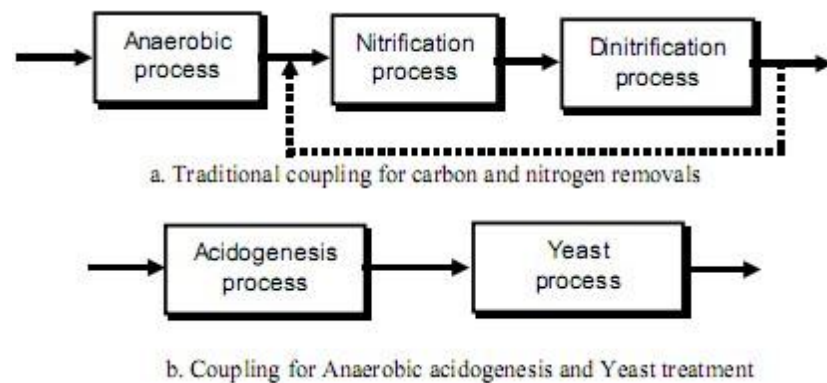 Anaerobic
process
Nitrification
process
Dinitrification
process
a. Traditional coupling for carbon and nitrogen removals
Acidogenesis
process
Yeast
process
b. Coupling for Anaerobic acidogenesis and Yeast treatment